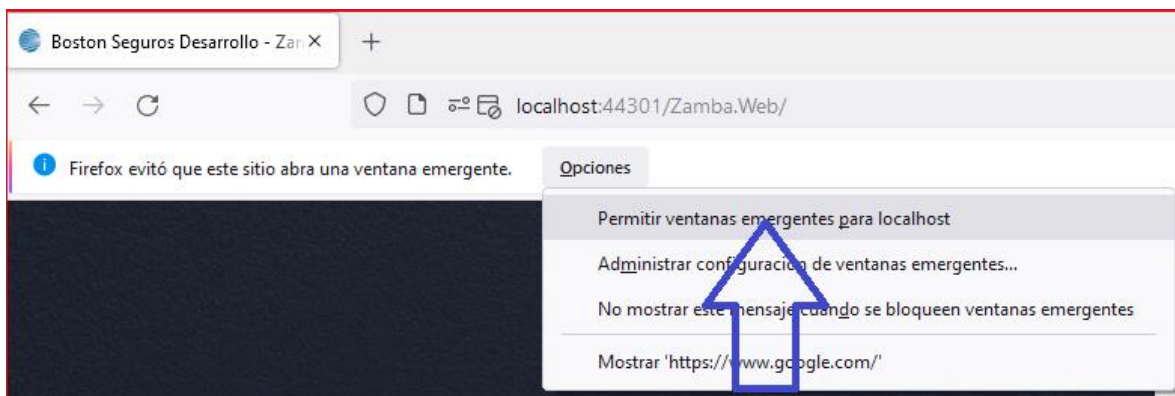 Boston Seguros Desarrollo - Zan
localhost:44301/Zamba.Web/
Firefox evitó que este sitio abra una ventana emergente. Opciones
Permitir ventanas emergentes para localhost
Administrar configuración de ventanas emergentes...
No mostrar este mensaje cuando se bloqueen ventanas emergentes
Mostrar 'https://www.google.com/'